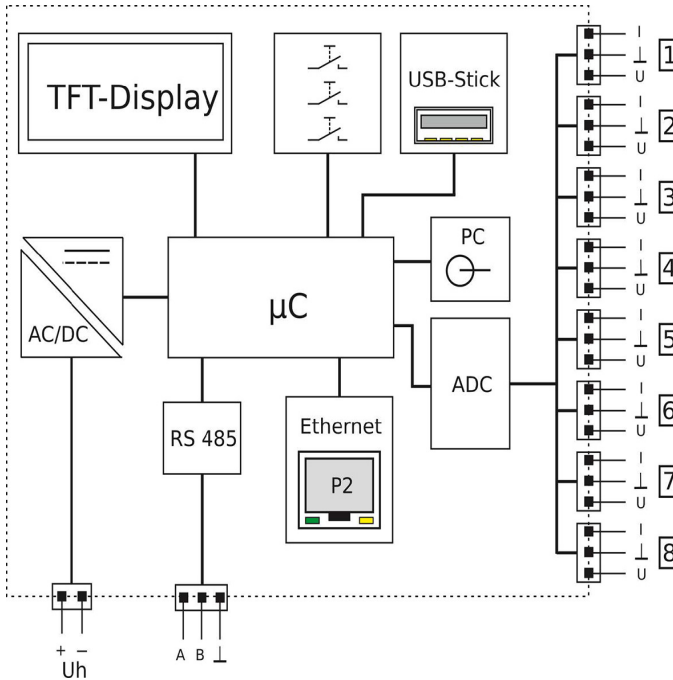 TFT-Display
USB-Stick
PC
AC/DC
µC
ADC
RS 485
Ethernet
P2
I
U
1
I
U
2
I
U
3
I
U
4
I
U
5
I
U
6
I
U
7
I
U
8
+ −
Uh
A B